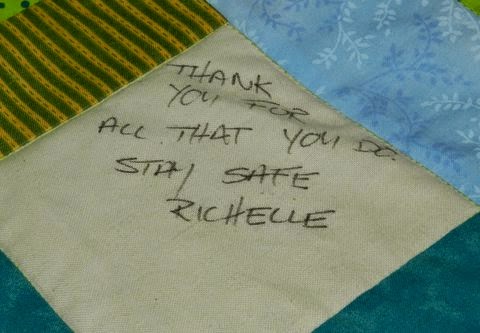 THANK
YOU FOR
ALL THAT YOU DO.
STAY SAFE
RICHELLE